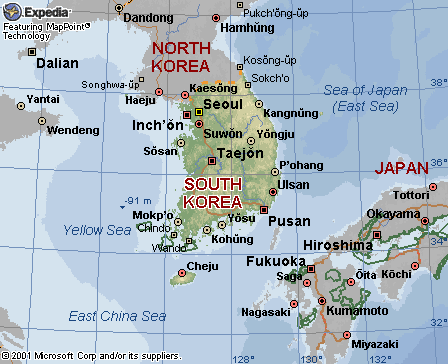 Expedia
Featuring MapPoint®
Technology
Dandong
Pukch'ŏng-ŭp
Hamhŭng
Dalian
NORTH
KOREA
Kosŏng-ŭp
Songhwa-ŭp
Sokch'o
Sea of Japan
(East Sea)
38°
Yantai
Haeju
Kaesŏng
Seoul
Kangnŭng
Wendeng
Inch'ŏn
Suwŏn
Yŏngju
Sŏsan
Taejŏn
36°
P'ohang
JAPAN
SOUTH
KOREA
Ulsan
Tottori
-91 m
Mokp'o
Chindo
Yŏsu
Pusan
Okayama
Yellow Sea
Wando
Kohŭng
Hiroshima
34°
Cheju
Fukuoka
Saga
Ōita
Kōchi
East China Sea
Nagasaki
Kumamoto
Miyazaki
©2001 Microsoft Corp and/or its suppliers.
126°
128°
130°
132°